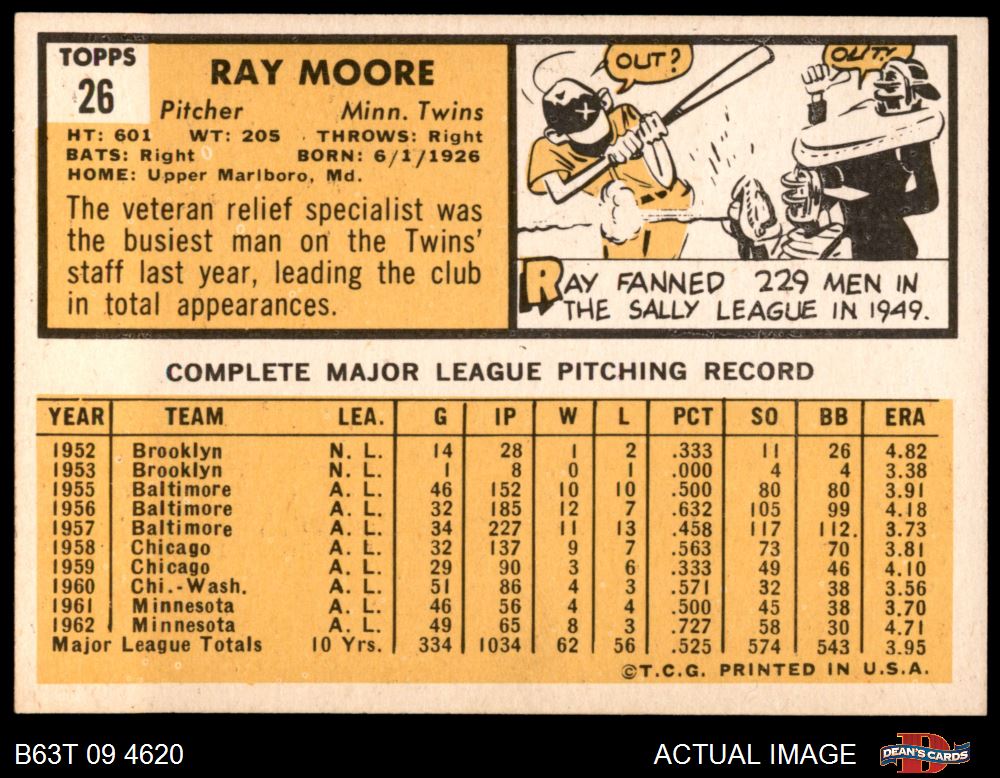 TOPPS
26
RAY MOORE
Pitcher Minn. Twins
HT: 601 WT: 205 THROWS: Right
BATS: Right BORN: 6/1/1926
HOME: Upper Marlboro, Md.
The veteran relief specialist was
the busiest man on the Twins'
staff last year, leading the club
in total appearances.
OUT?
OUT!
RAY FANNED 229 MEN IN
THE SALLY LEAGUE IN 1949.
COMPLETE MAJOR LEAGUE PITCHING RECORD
YEAR TEAM LEA. G IP W L PCT SO BB ERA
1952 Brooklyn N. L. 14 28 1 2 .333 11 26 4.82
1953 Brooklyn N. L. 1 8 0 1 .000 4 4 3.38
1955 Baltimore A. L. 46 152 10 10 .500 80 80 3.91
1956 Baltimore A. L. 32 185 12 7 .632 105 99 4.18
1957 Baltimore A. L. 34 227 11 13 .458 117 112. 3.73
1958 Chicago A. L. 32 137 9 7 .563 73 70 3.81
1959 Chicago A. L. 29 90 3 6 .333 49 46 4.10
1960 Chi.-Wash. A. L. 51 86 4 3 .571 32 38 3.56
1961 Minnesota A. L. 46 56 4 4 .500 45 38 3.70
1962 Minnesota A. L. 49 65 8 3 .727 58 30 4.71
Major League Totals 10 Yrs. 334 1034 62 56 .525 574 543 3.95
©T.C.G. PRINTED IN U.S.A.
B63T 09 4620 ACTUAL IMAGE DEAN'S CARDS